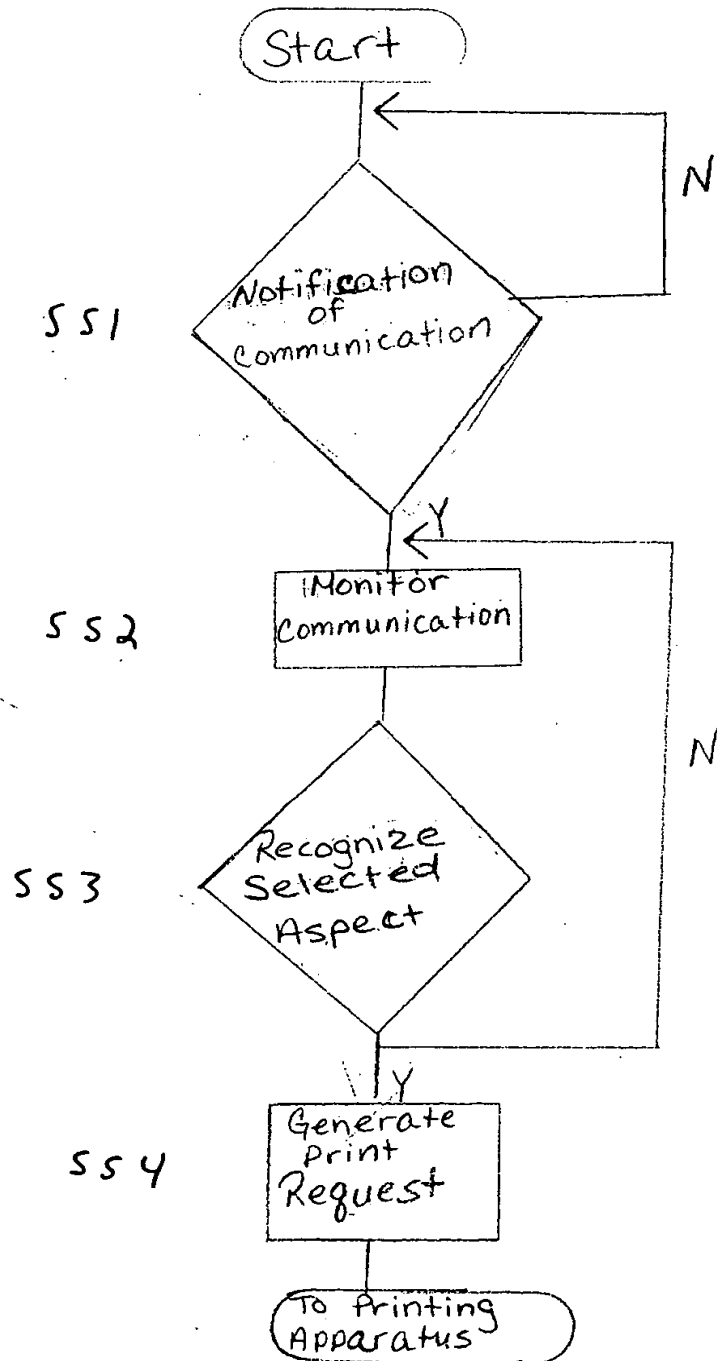 Start
N
Notification
of
Communication
SS1
Y
Monitor
Communication
SS2
N
Recognize
Selected
Aspect
SS3
Y
Generate
Print
Request
SS4
To Printing
Apparatus